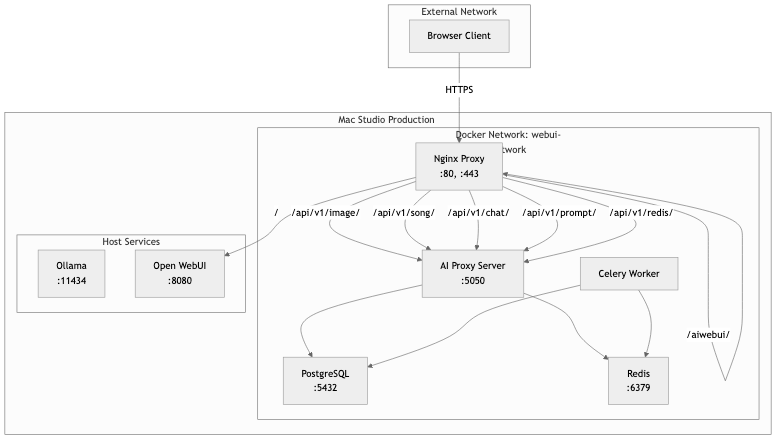 External Network
Browser Client
HTTPS
Mac Studio Production
Docker Network: webui-
twork
Nginx Proxy
:80, :443
/
/api/v1/image/
/api/v1/song/
/api/v1/chat/
/api/v1/prompt/
/api/v1/redis/
Host Services
Ollama
:11434
Open WebUI
:8080
AI Proxy Server
:5050
Celery Worker
/aiwebui/
PostgreSQL
:5432
Redis
:6379